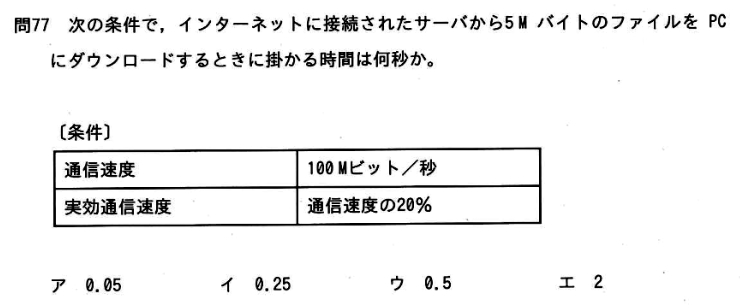 問77　次の条件で，インターネットに接続されたサーバから5M バイトのファイルを PC
にダウンロードするときに掛かる時間は何秒か。
〔条件〕
通信速度　100Mビット／秒
実効通信速度　通信速度の20%
ア　0.05　イ　0.25　ウ　0.5　エ　2